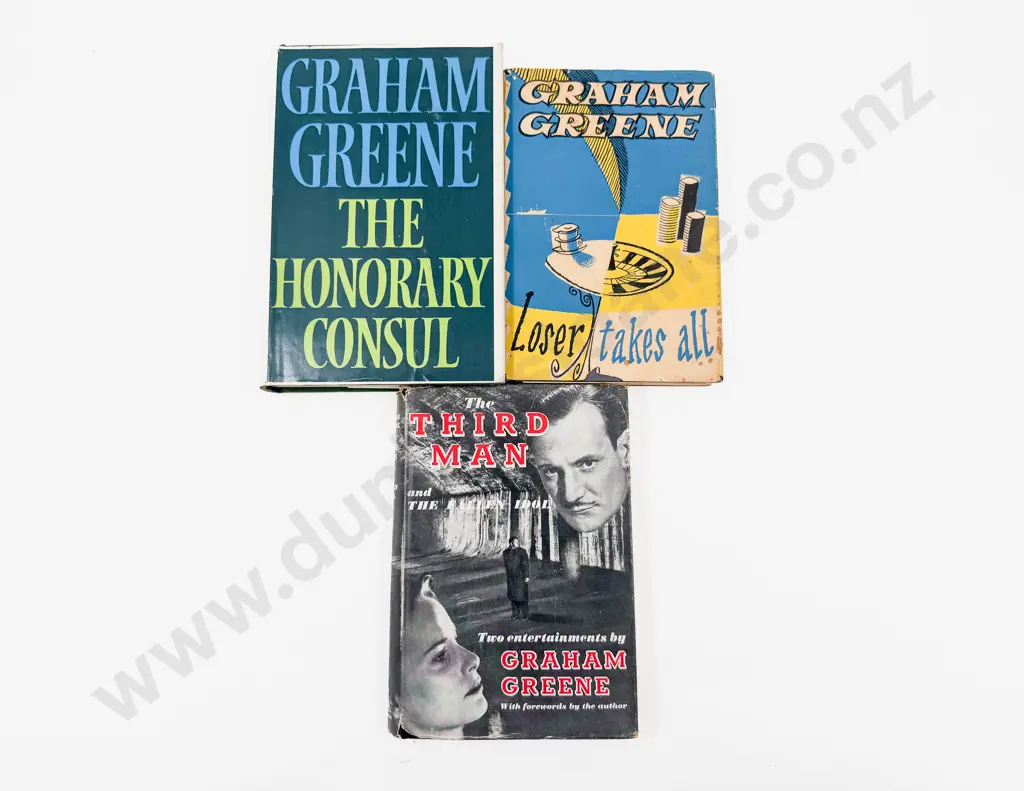 GRAHAM
GREENE
THE
HONORARY
CONSUL
GRAHAM
GREENE
Loser takes all
The
THIRD
MAN
and
THE FALLEN IDOL
Two entertainments by
GRAHAM
GREENE
With forewords by the author